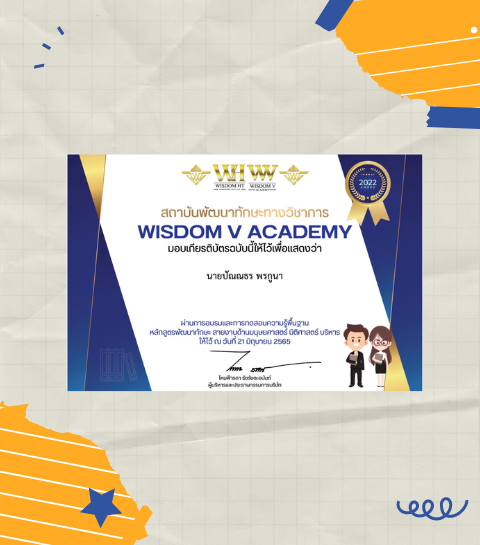 WHWW
WISDOM HT WISDOM V
ACADEMY
2022
สถาบันพัฒนาทักษะทางวิชาการ
WISDOM V ACADEMY
มอบเกียรติบัตรฉบับนี้ให้ไว้เพื่อแสดงว่า
นายปัณณธร พรกูนา
ผ่านการอบรมและการทดสอบความรู้พื้นฐาน
หลักสูตรพัฒนาทักษะ สายงานด้านมนุษยศาสตร์ นิติศาสตร์ บริหาร
ให้ไว้ ณ วันที่ 21 มิถุนายน 2565
ผู้บริหารและประธานกรรมการบริษัท